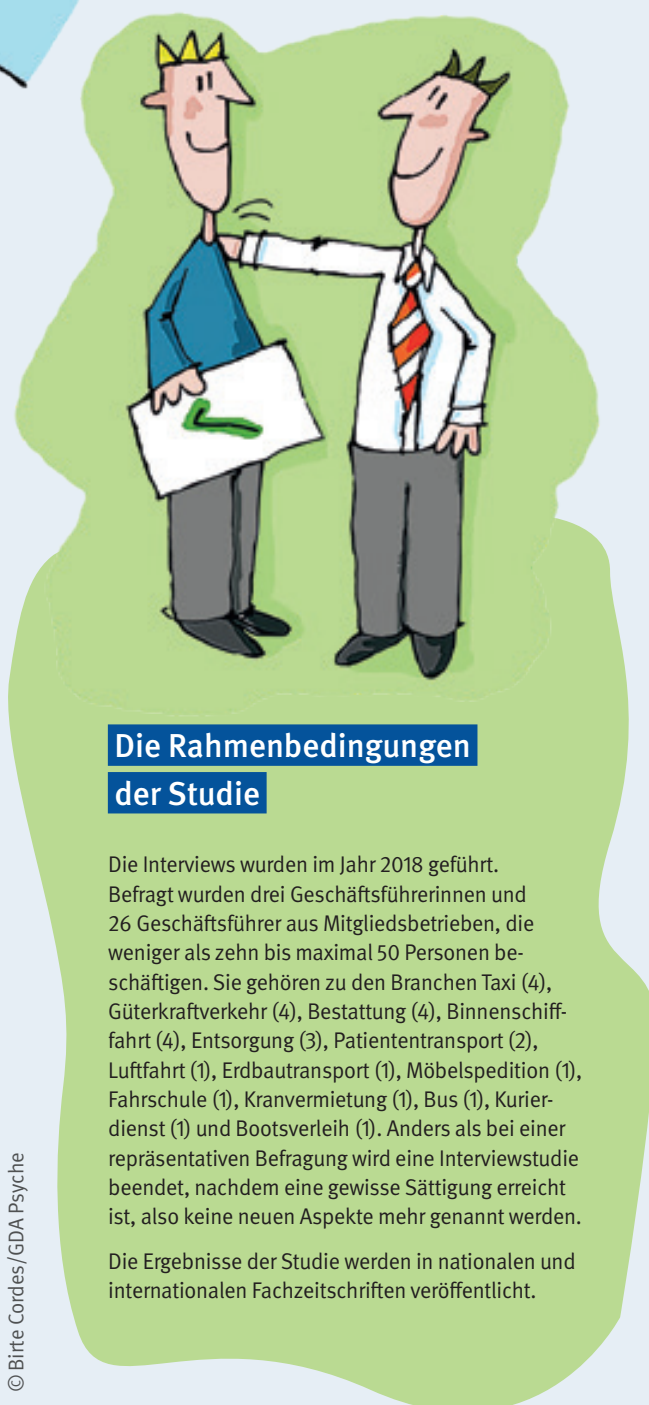 Die Rahmenbedingungen
der Studie
Die Interviews wurden im Jahr 2018 geführt.
Befragt wurden drei Geschäftsführerinnen und
26 Geschäftsführer aus Mitgliedsbetrieben, die
weniger als zehn bis maximal 50 Personen be-
schäftigen. Sie gehören zu den Branchen Taxi (4),
Güterkraftverkehr (4), Bestattung (4), Binnenschiff-
fahrt (4), Entsorgung (3), Patiententransport (2),
Luftfahrt (1), Erdbautransport (1), Möbelspedition (1),
Fahrschule (1), Kranvermietung (1), Bus (1), Kurier-
dienst (1) und Bootsverleih (1). Anders als bei einer
repräsentativen Befragung wird eine Interviewstudie
beendet, nachdem eine gewisse Sättigung erreicht
ist, also keine neuen Aspekte mehr genannt werden.
Die Ergebnisse der Studie werden in nationalen und
internationalen Fachzeitschriften veröffentlicht.
© Birte Cordes/GDA Psyche